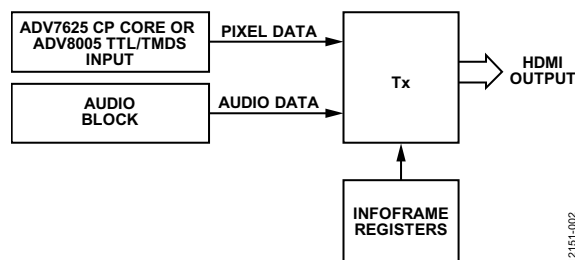 ADV7625 CP CORE OR
ADV8005 TTL/TMDS
INPUT
PIXEL DATA
AUDIO
BLOCK
AUDIO DATA
Tx
HDMI
OUTPUT
INFOFRAME
REGISTERS
2151-002